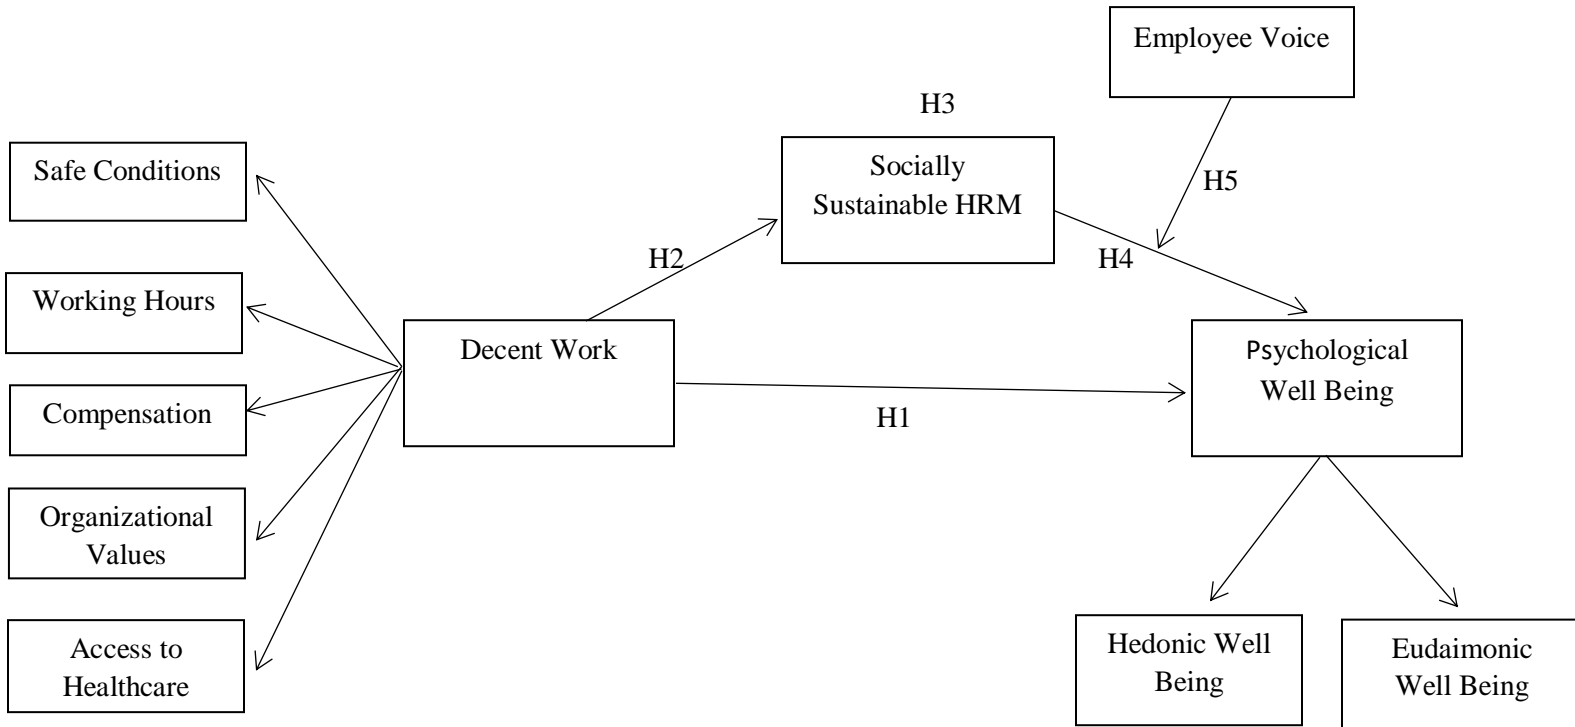 Employee Voice
H3
Safe Conditions
Socially
Sustainable HRM
H5
H2
H4
Working Hours
Decent Work
Psychological
Well Being
Compensation
H1
Organizational
Values
Access to
Healthcare
Hedonic Well
Being
Eudaimonic
Well Being